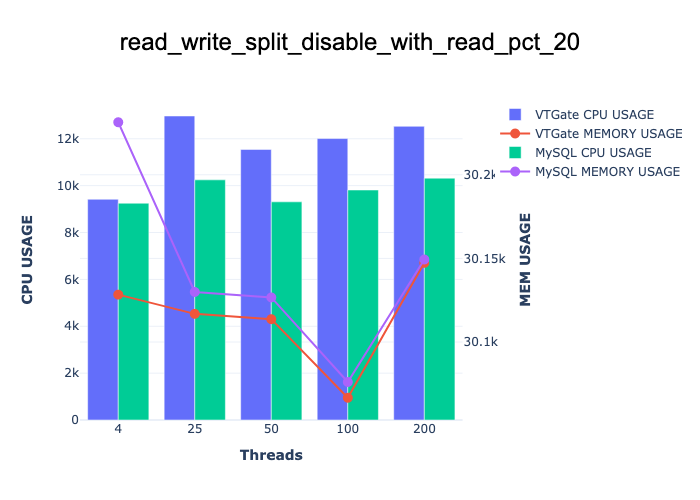 read_write_split_disable_with_read_pct_20
VTGate CPU USAGE
VTGate MEMORY USAGE
MySQL CPU USAGE
MySQL MEMORY USAGE
12k
10k
8k
6k
4k
2k
0
30.2k
30.15k
30.1k
CPU USAGE
MEM USAGE
4 25 50 100 200
Threads